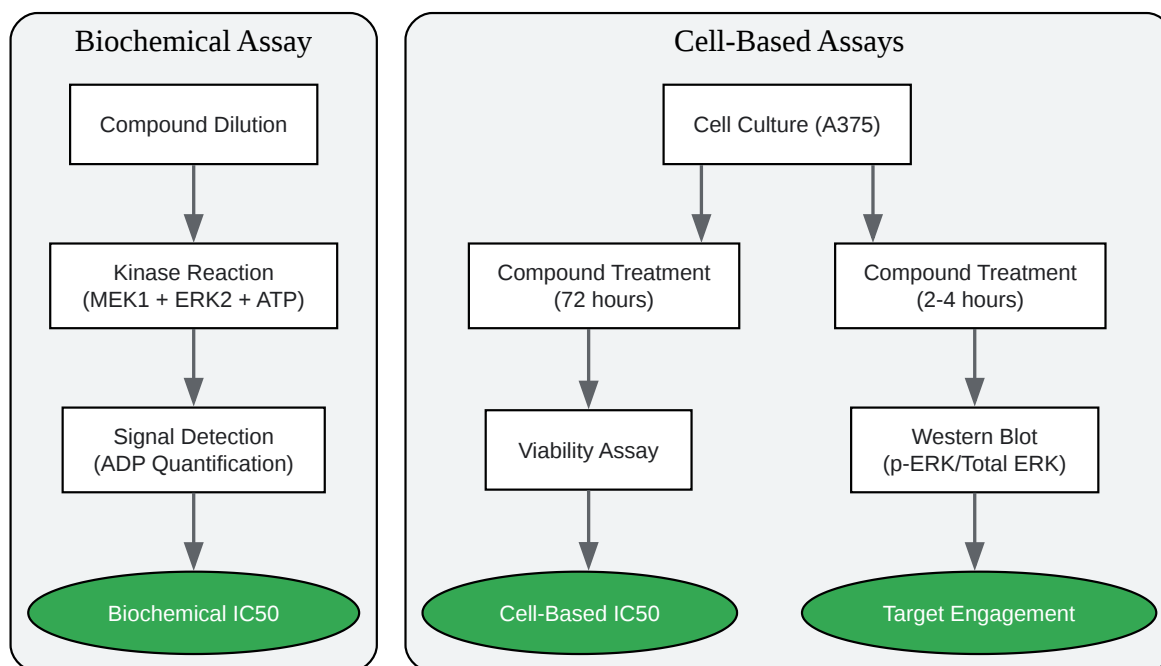 Biochemical Assay
Compound Dilution
Kinase Reaction
(MEK1 + ERK2 + ATP)
Signal Detection
(ADP Quantification)
Biochemical IC50
Cell-Based Assays
Cell Culture (A375)
Compound Treatment
(72 hours)
Viability Assay
Cell-Based IC50
Compound Treatment
(2-4 hours)
Western Blot
(p-ERK/Total ERK)
Target Engagement